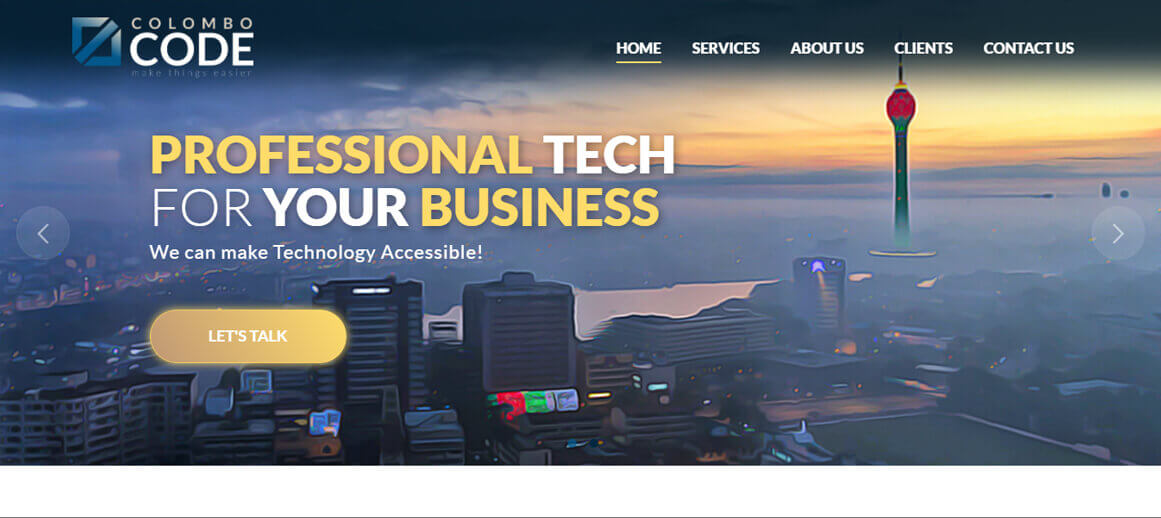 COLOMBO
CODE
make things easier
HOME SERVICES ABOUT US CLIENTS CONTACT US
PROFESSIONAL TECH
FOR YOUR BUSINESS
We can make Technology Accessible!
LET'S TALK